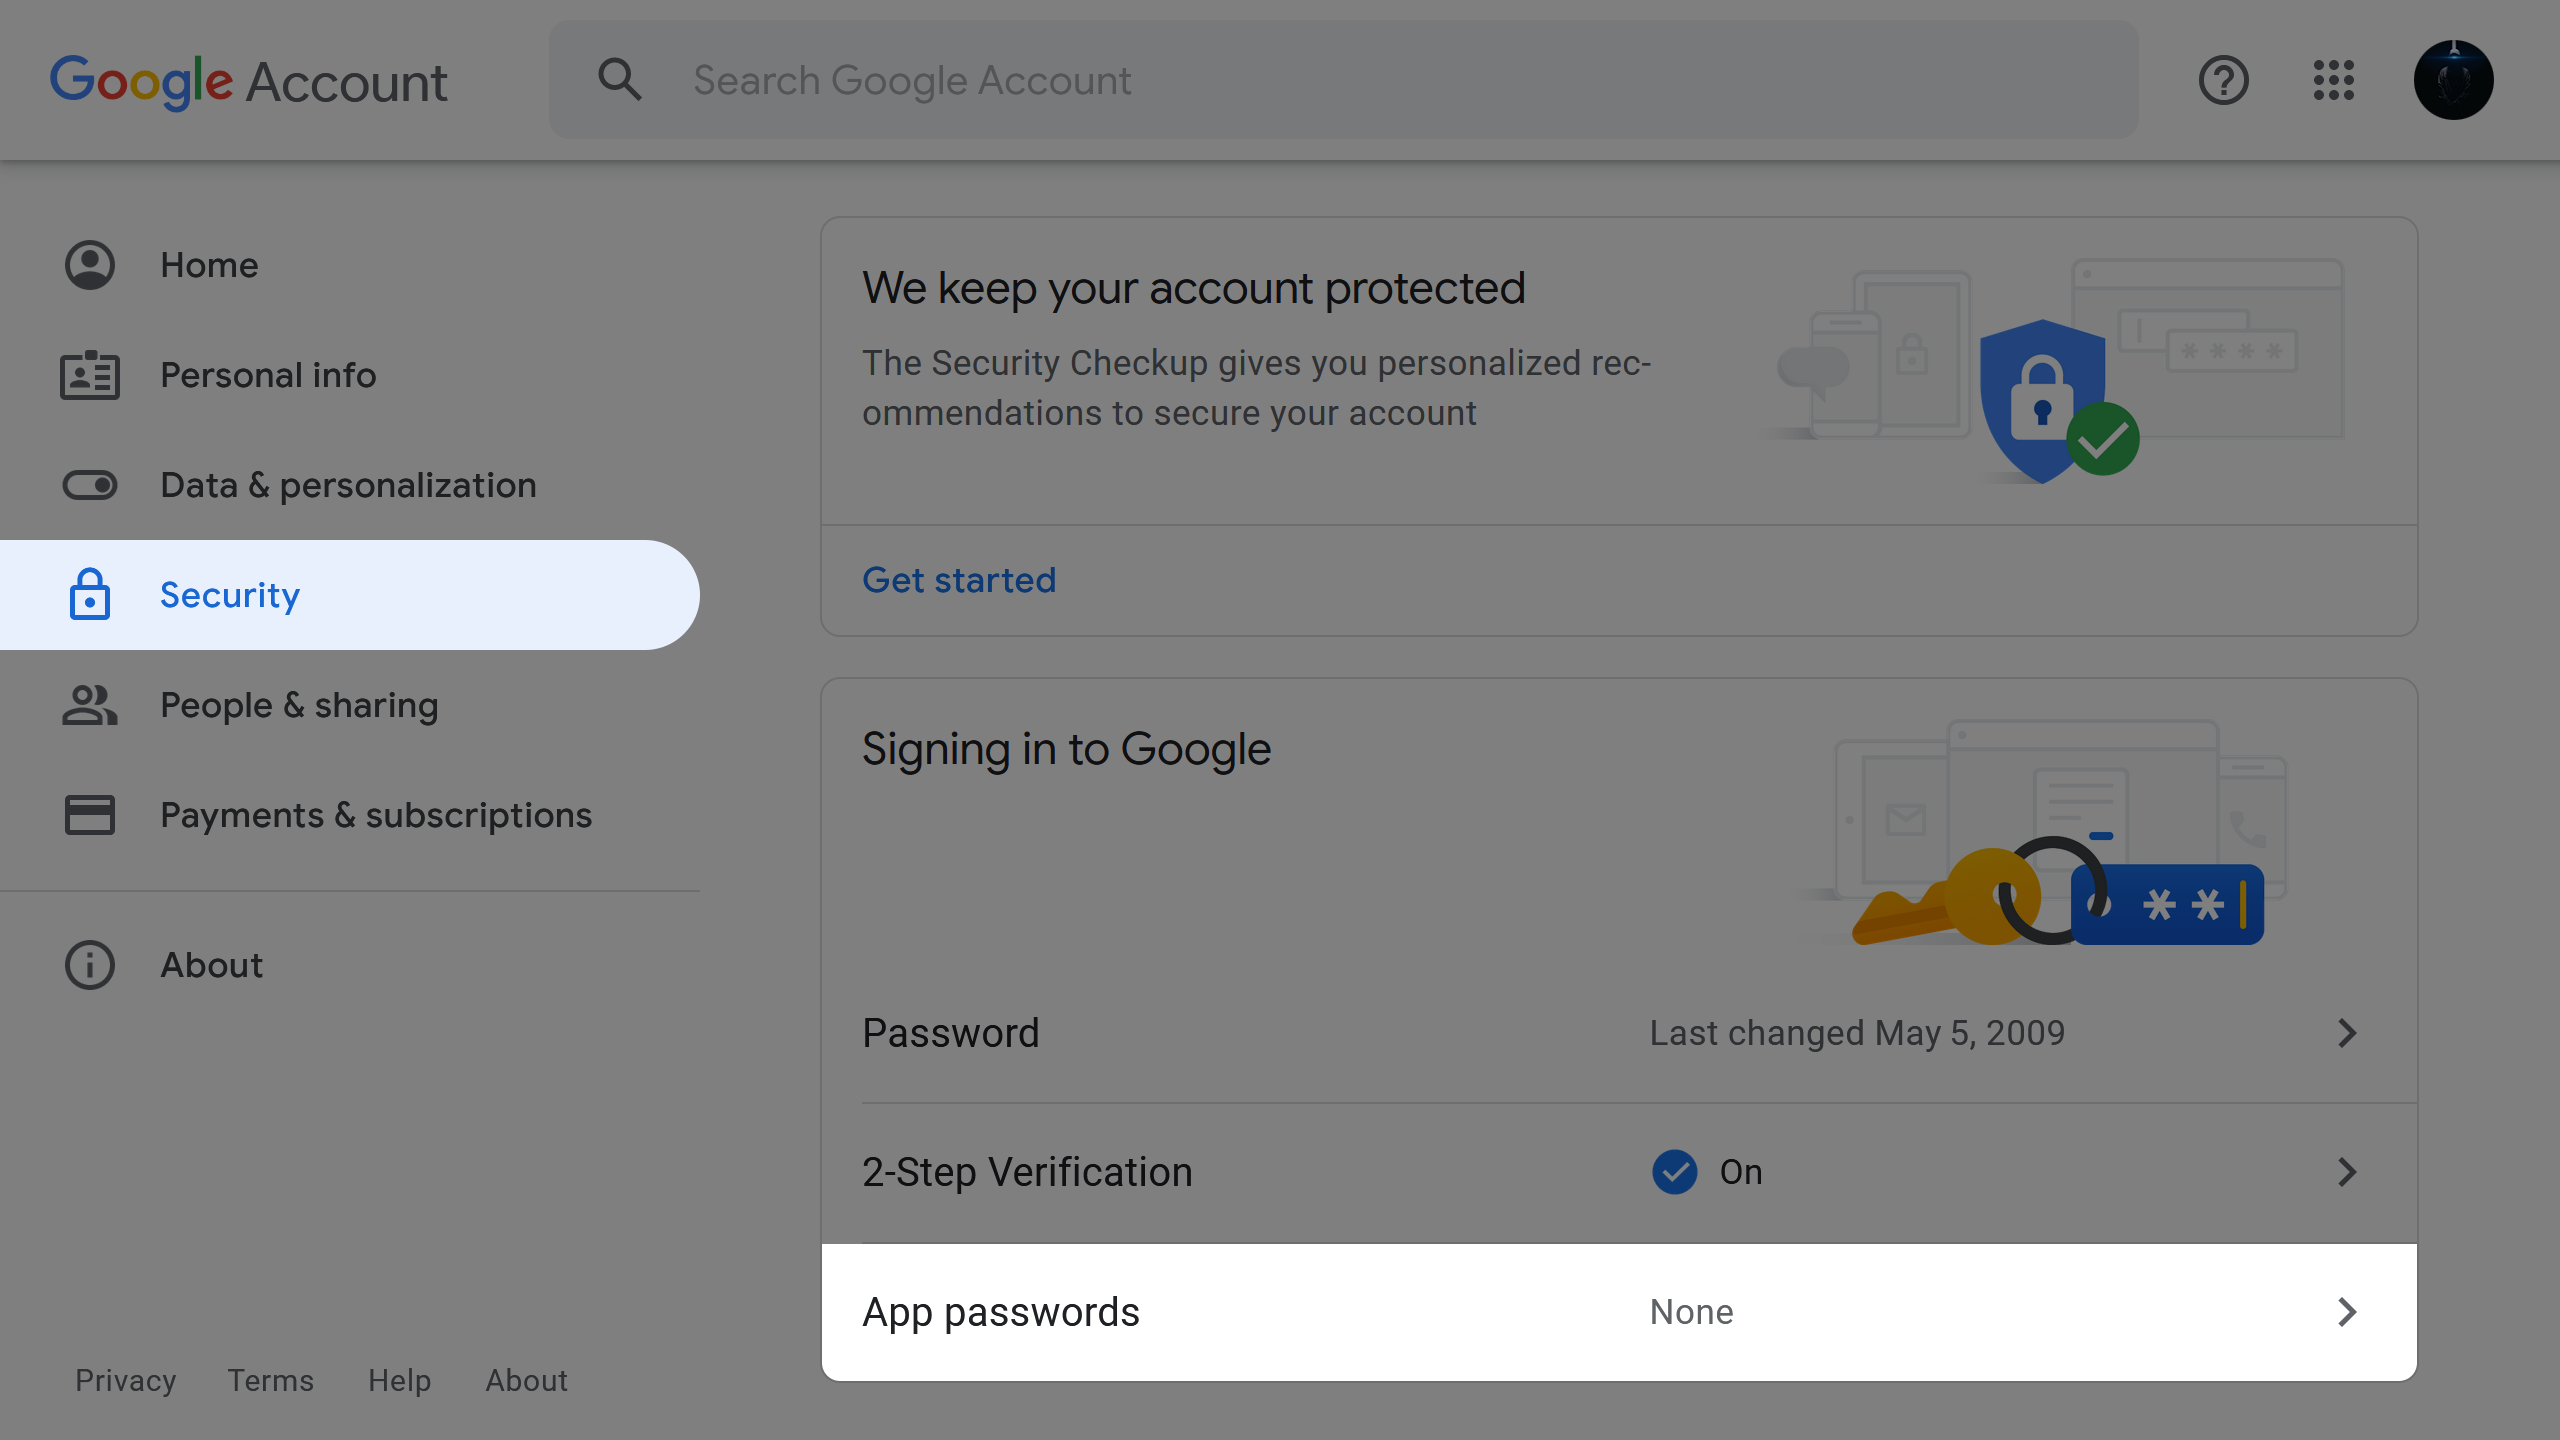 Google Account
Search Google Account
Home
Personal info
Data & personalization
Security
People & sharing
Payments & subscriptions
About
Privacy Terms Help About
We keep your account protected
The Security Checkup gives you personalized rec-
ommendations to secure your account
Get started
Signing in to Google
Password Last changed May 5, 2009
2-Step Verification On
App passwords None